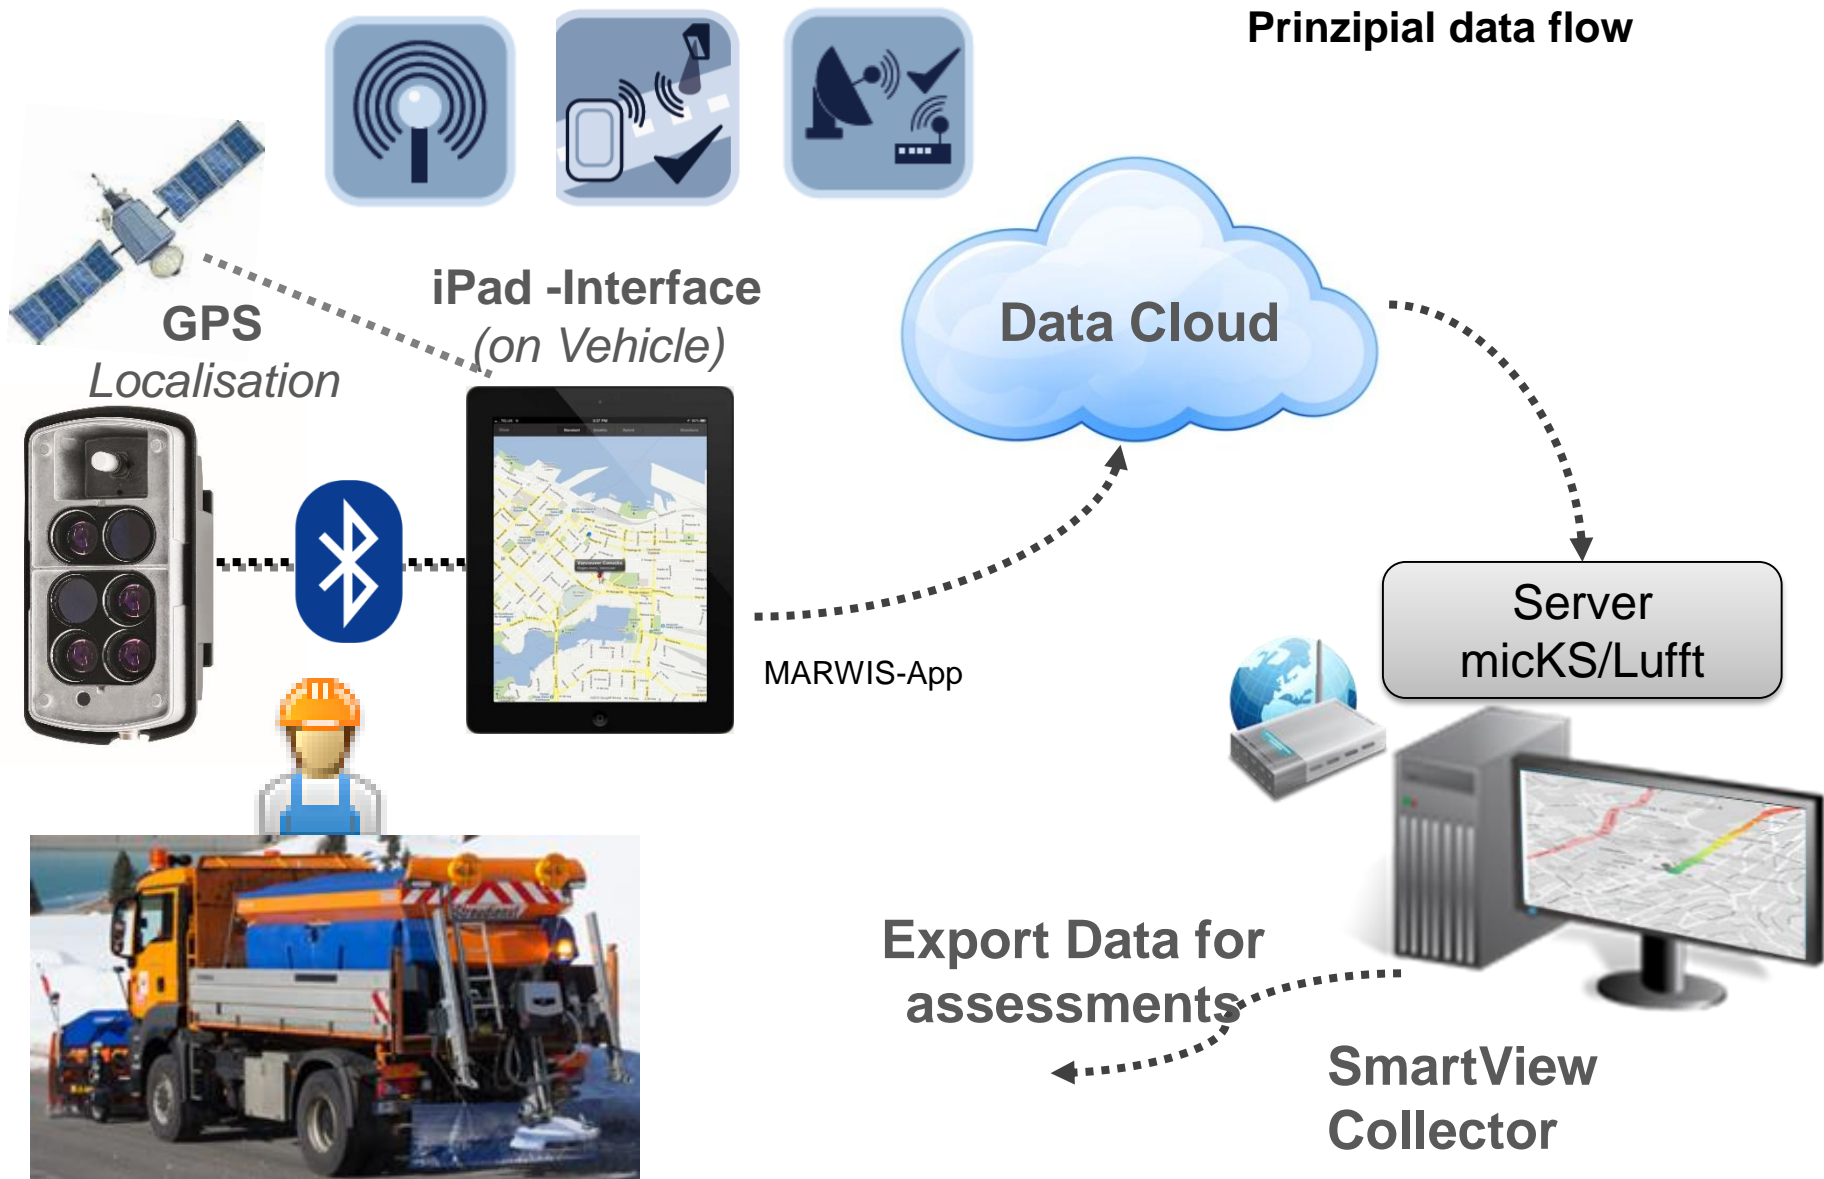 Prinzipial data flow
iPad -Interface
(on Vehicle)
GPS
Localisation
Data Cloud
MARWIS-App
Server
micKS/Lufft
Export Data for
assessments
SmartView
Collector